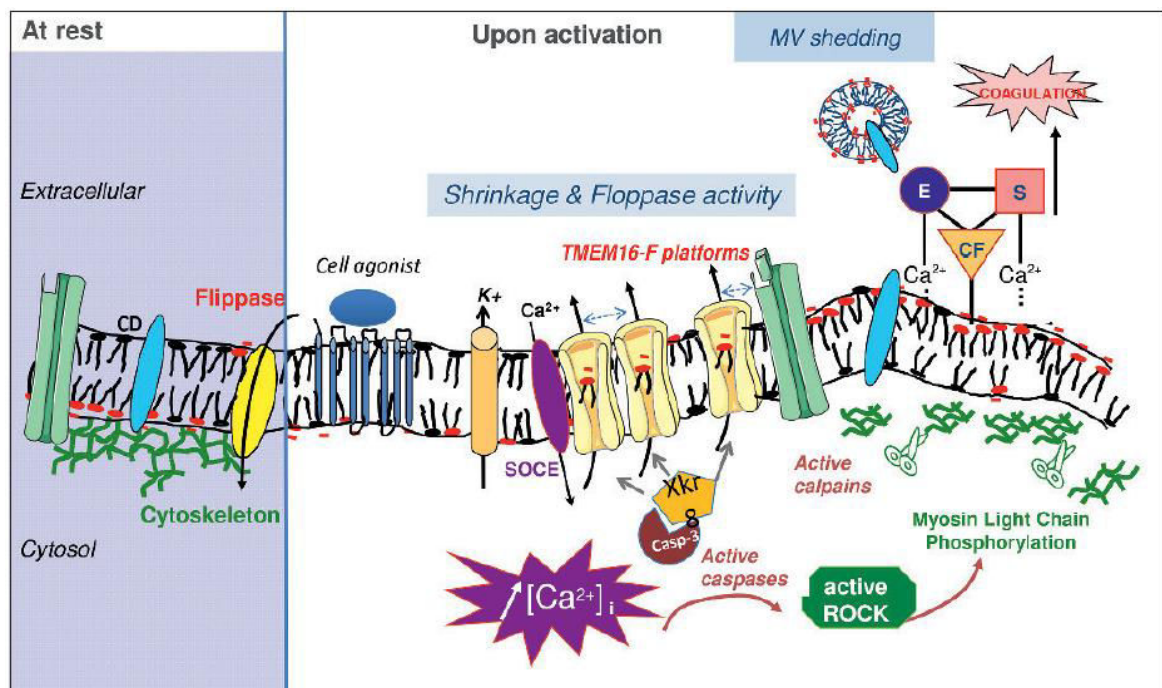 At rest
Upon activation
MV shedding
COAGULATION
Extracellular
Shrinkage & Floppase activity
E
S
CF
TMEM16-F platforms
Cell agonist
Flippase
CD
K+
Ca²⁺
Ca²⁺
Ca²⁺
SOCE
Cytoskeleton
Cytosol
Xkr
8
Casp-3
Active
calpains
Myosin Light Chain
Phosphorylation
Active
caspases
[Ca²⁺]i
active
ROCK